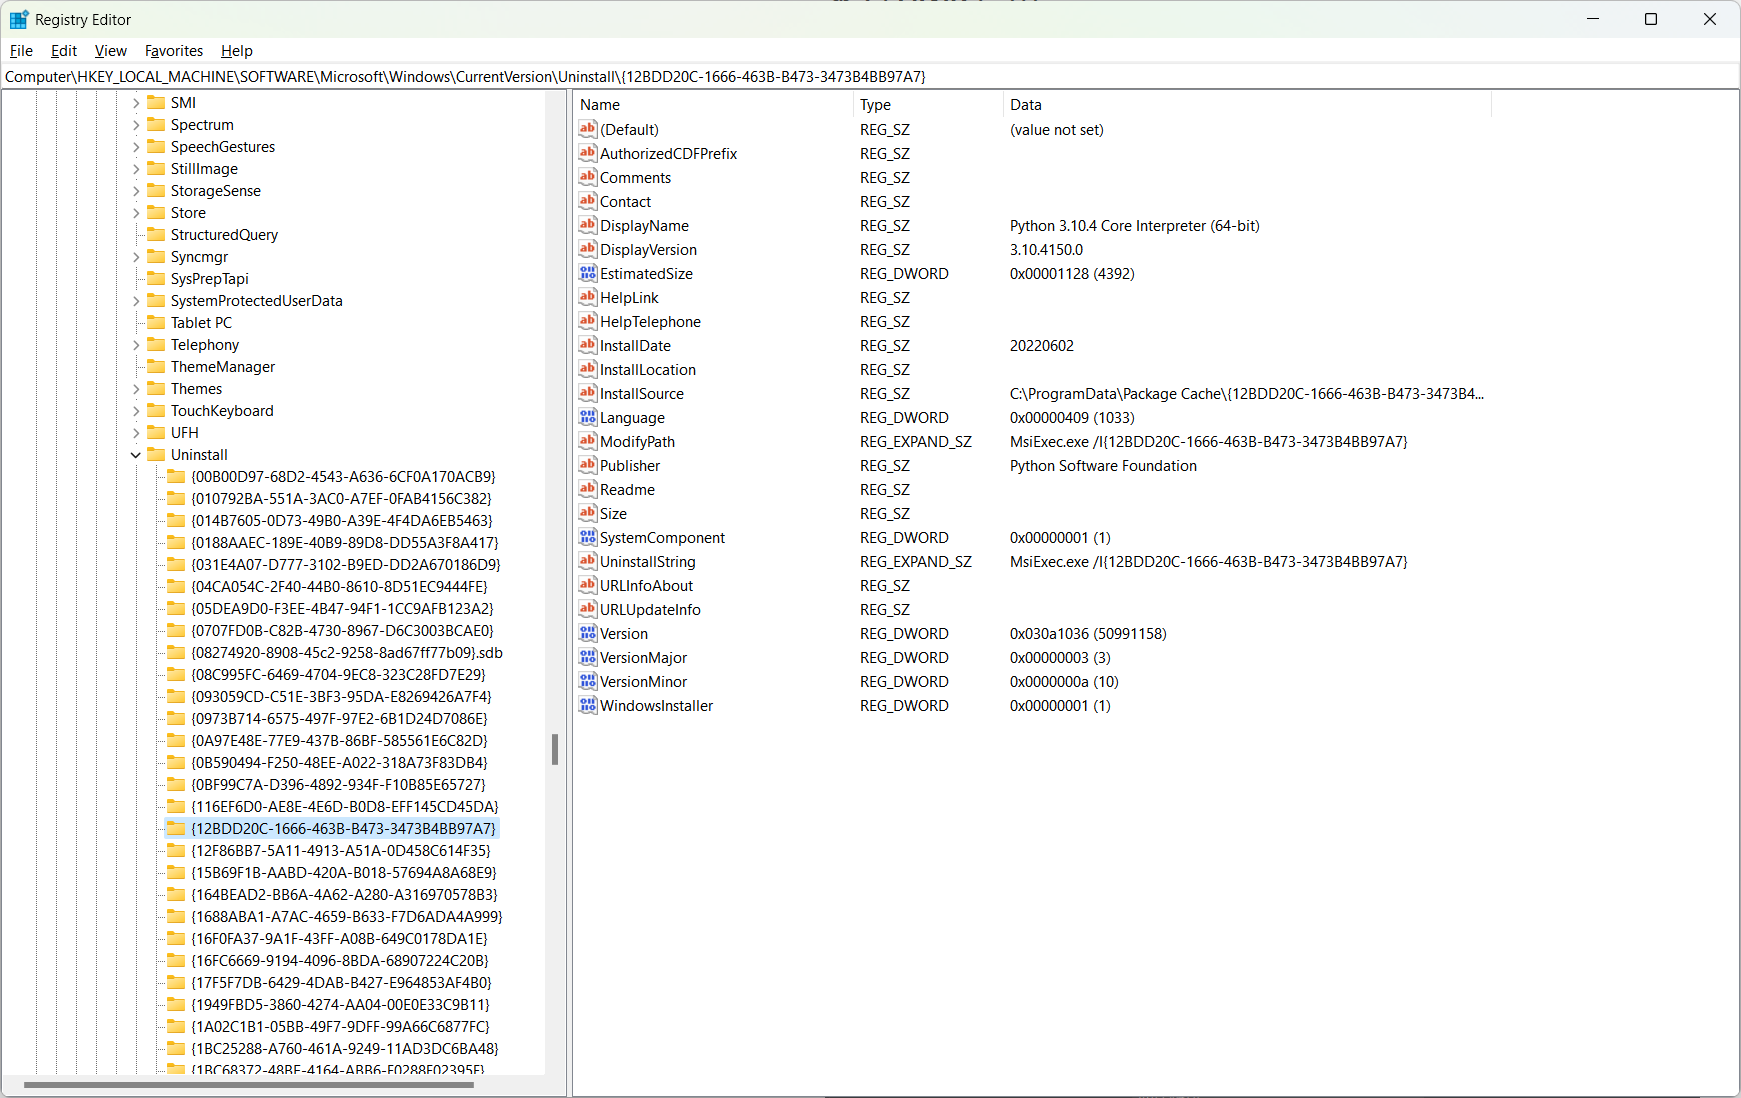 Registry Editor
File Edit View Favorites Help
Computer\HKEY_LOCAL_MACHINE\SOFTWARE\Microsoft\Windows\CurrentVersion\Uninstall\{12BDD20C-1666-463B-B473-3473B4BB97A7}
SMI
Spectrum
SpeechGestures
StillImage
StorageSense
Store
StructuredQuery
Syncmgr
SysPrepTapi
SystemProtectedUserData
Tablet PC
Telephony
ThemeManager
Themes
TouchKeyboard
UFH
Uninstall
{00B00D97-68D2-4543-A636-6CF0A170ACB9}
{010792BA-551A-3AC0-A7EF-0FAB4156C382}
{014B7605-0D73-49B0-A39E-4F4DA6EB5463}
{0188AAEC-189E-40B9-89D8-DD55A3F8A417}
{031E4A07-D777-3102-B9ED-DD2A670186D9}
{04CA054C-2F40-44B0-8610-8D51EC9444FE}
{05DEA9D0-F3EE-4B47-94F1-1CC9AFB123A2}
{0707FD0B-C82B-4730-8967-D6C3003BCAE0}
{08274920-8908-45c2-9258-8ad67ff77b09}.sdb
{08C995FC-6469-4704-9EC8-323C28FD7E29}
{093059CD-C51E-3BF3-95DA-E8269426A7F4}
{0973B714-6575-497F-97E2-6B1D24D7086E}
{0A97E48E-77E9-437B-86BF-585561E6C82D}
{0B590494-F250-48EE-A022-318A73F83DB4}
{0BF99C7A-D396-4892-934F-F10B85E65727}
{116EF6D0-AE8E-4E6D-B0D8-EFF145CD45DA}
{12BDD20C-1666-463B-B473-3473B4BB97A7}
{12F86BB7-5A11-4913-A51A-0D458C614F35}
{15B69F1B-AABD-420A-B018-57694A8A68E9}
{164BEAD2-BB6A-4A62-A280-A316970578B3}
{1688ABA1-A7AC-4659-B633-F7D6ADA4A999}
{16F0FA37-9A1F-43FF-A08B-649C0178DA1E}
{16FC6669-9194-4096-8BDA-68907224C20B}
{17F5F7DB-6429-4DAB-B427-E964853AF4B0}
{1949FBD5-3860-4274-AA04-00E0E33C9B11}
{1A02C1B1-05BB-49F7-9DFF-99A66C6877FC}
{1BC25288-A760-461A-9249-11AD3DC6BA48}
{1BC68372-48BF-4164-ABB6-F0288F02395F}
Name Type Data
(Default) REG_SZ (value not set)
AuthorizedCDFPrefix REG_SZ
Comments REG_SZ
Contact REG_SZ
DisplayName REG_SZ Python 3.10.4 Core Interpreter (64-bit)
DisplayVersion REG_SZ 3.10.4150.0
EstimatedSize REG_DWORD 0x00001128 (4392)
HelpLink REG_SZ
HelpTelephone REG_SZ
InstallDate REG_SZ 20220602
InstallLocation REG_SZ
InstallSource REG_SZ C:\ProgramData\Package Cache\{12BDD20C-1666-463B-B473-3473B4...
Language REG_DWORD 0x00000409 (1033)
ModifyPath REG_EXPAND_SZ MsiExec.exe /I{12BDD20C-1666-463B-B473-3473B4BB97A7}
Publisher REG_SZ Python Software Foundation
Readme REG_SZ
Size REG_SZ
SystemComponent REG_DWORD 0x00000001 (1)
UninstallString REG_EXPAND_SZ MsiExec.exe /I{12BDD20C-1666-463B-B473-3473B4BB97A7}
URLInfoAbout REG_SZ
URLUpdateInfo REG_SZ
Version REG_DWORD 0x030a1036 (50991158)
VersionMajor REG_DWORD 0x00000003 (3)
VersionMinor REG_DWORD 0x0000000a (10)
WindowsInstaller REG_DWORD 0x00000001 (1)